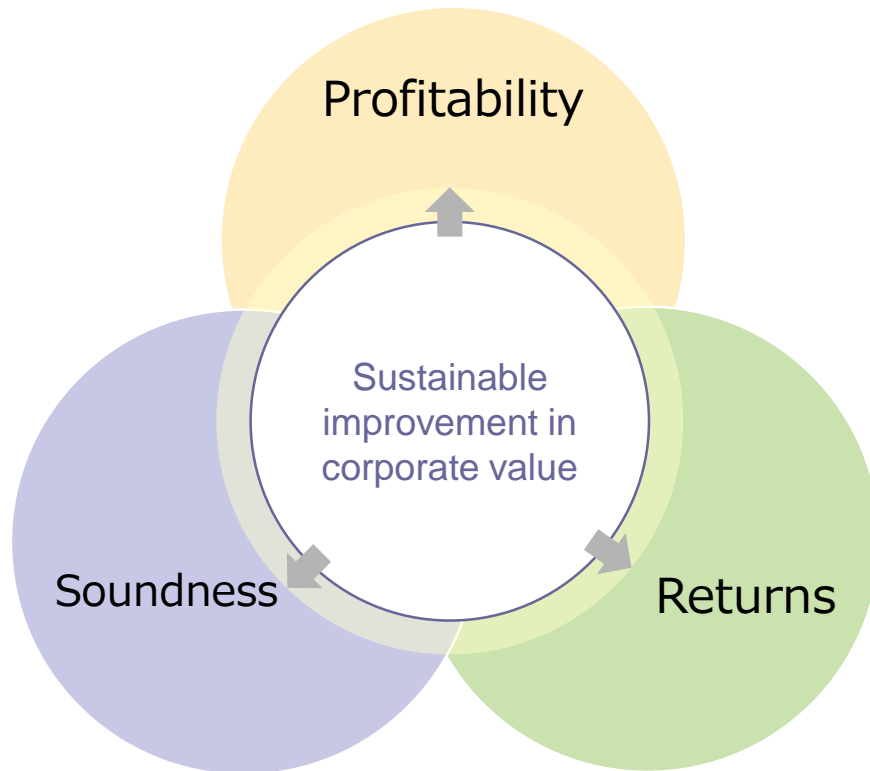 Profitability
Sustainable
improvement in
corporate value
Soundness
Returns